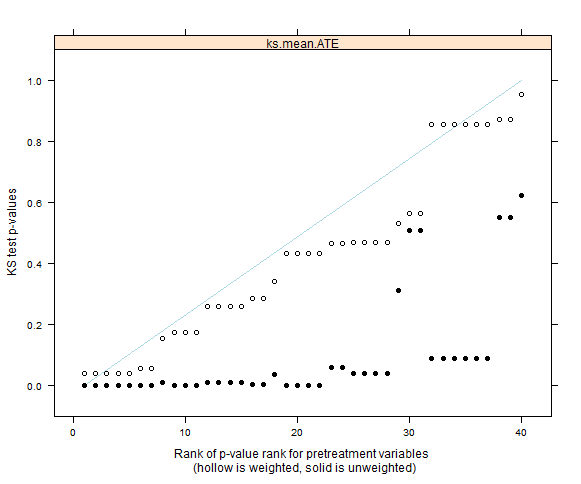 ks.mean.ATE
KS test p-values
1.0
0.8
0.6
0.4
0.2
0.0
0 10 20 30 40
Rank of p-value rank for pretreatment variables
(hollow is weighted, solid is unweighted)